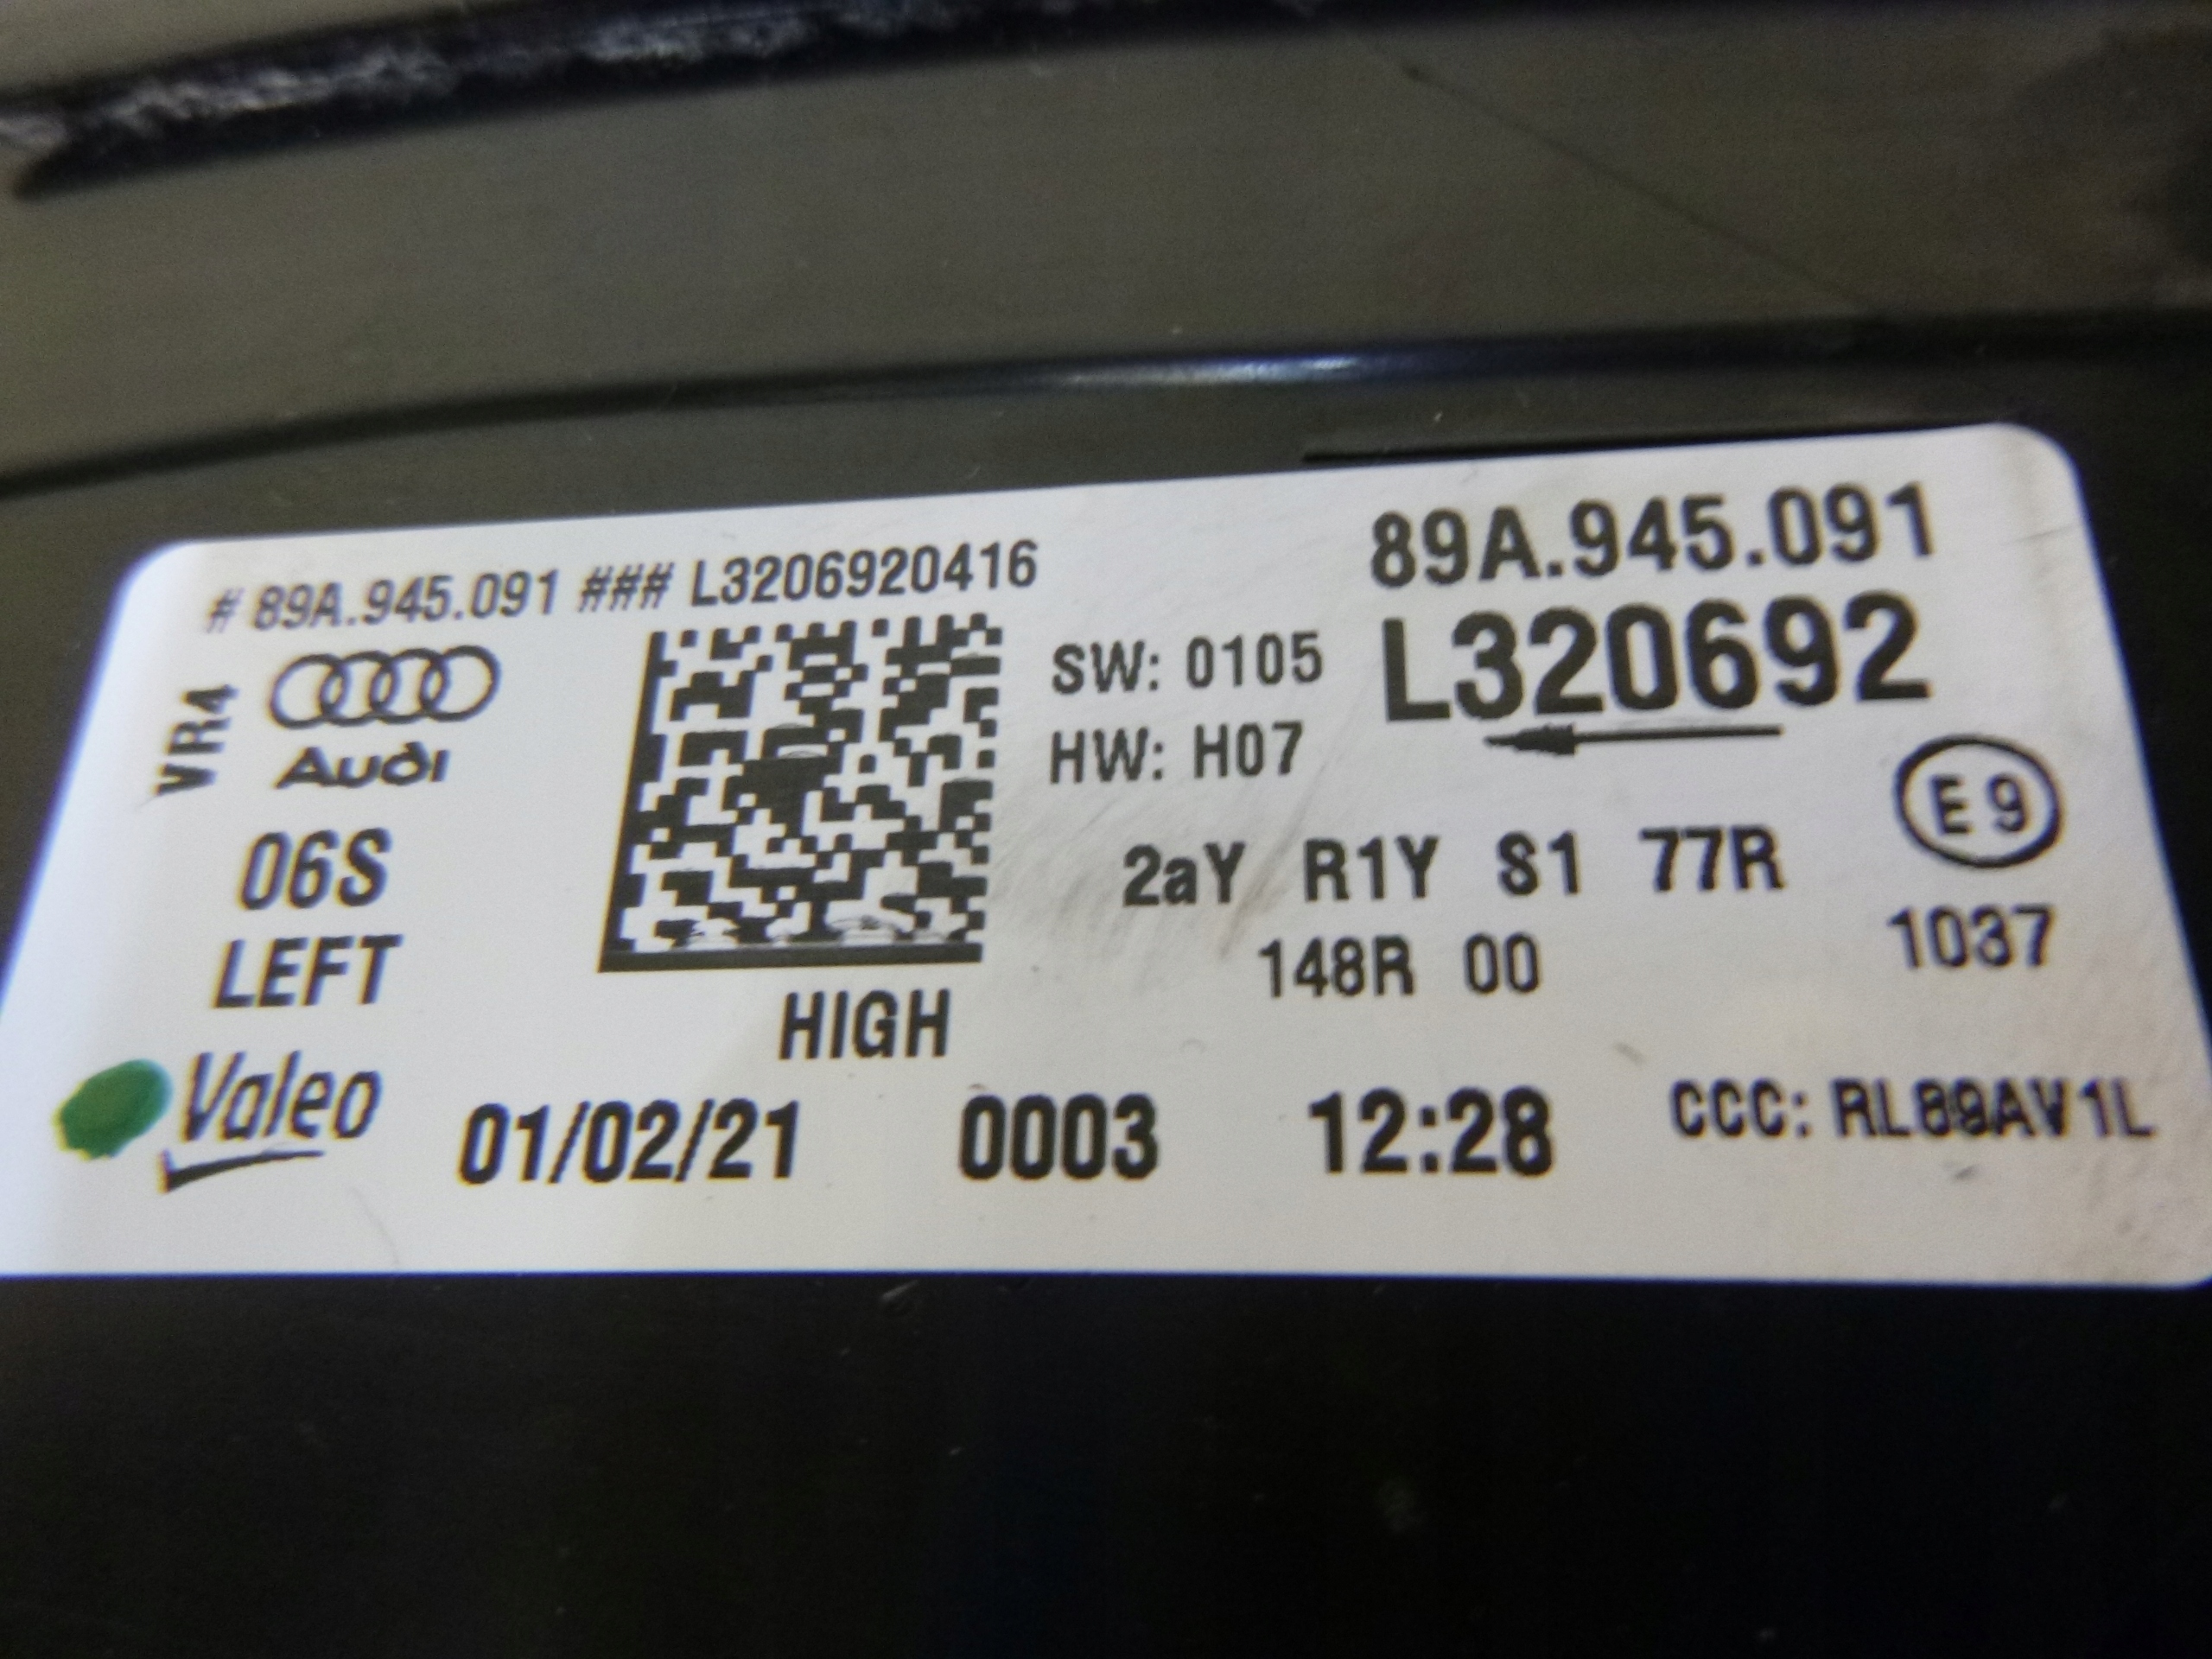 # 89A.945.091 ### L3206920416
89A.945.091
L320692
VR4
Audi
SW: 0105
HW: H07
E9
06S
2aY R1Y S1 77R
LEFT
148R 00
1037
HIGH
Valeo
01/02/21 0003 12:28
CCC: RL89AV1L